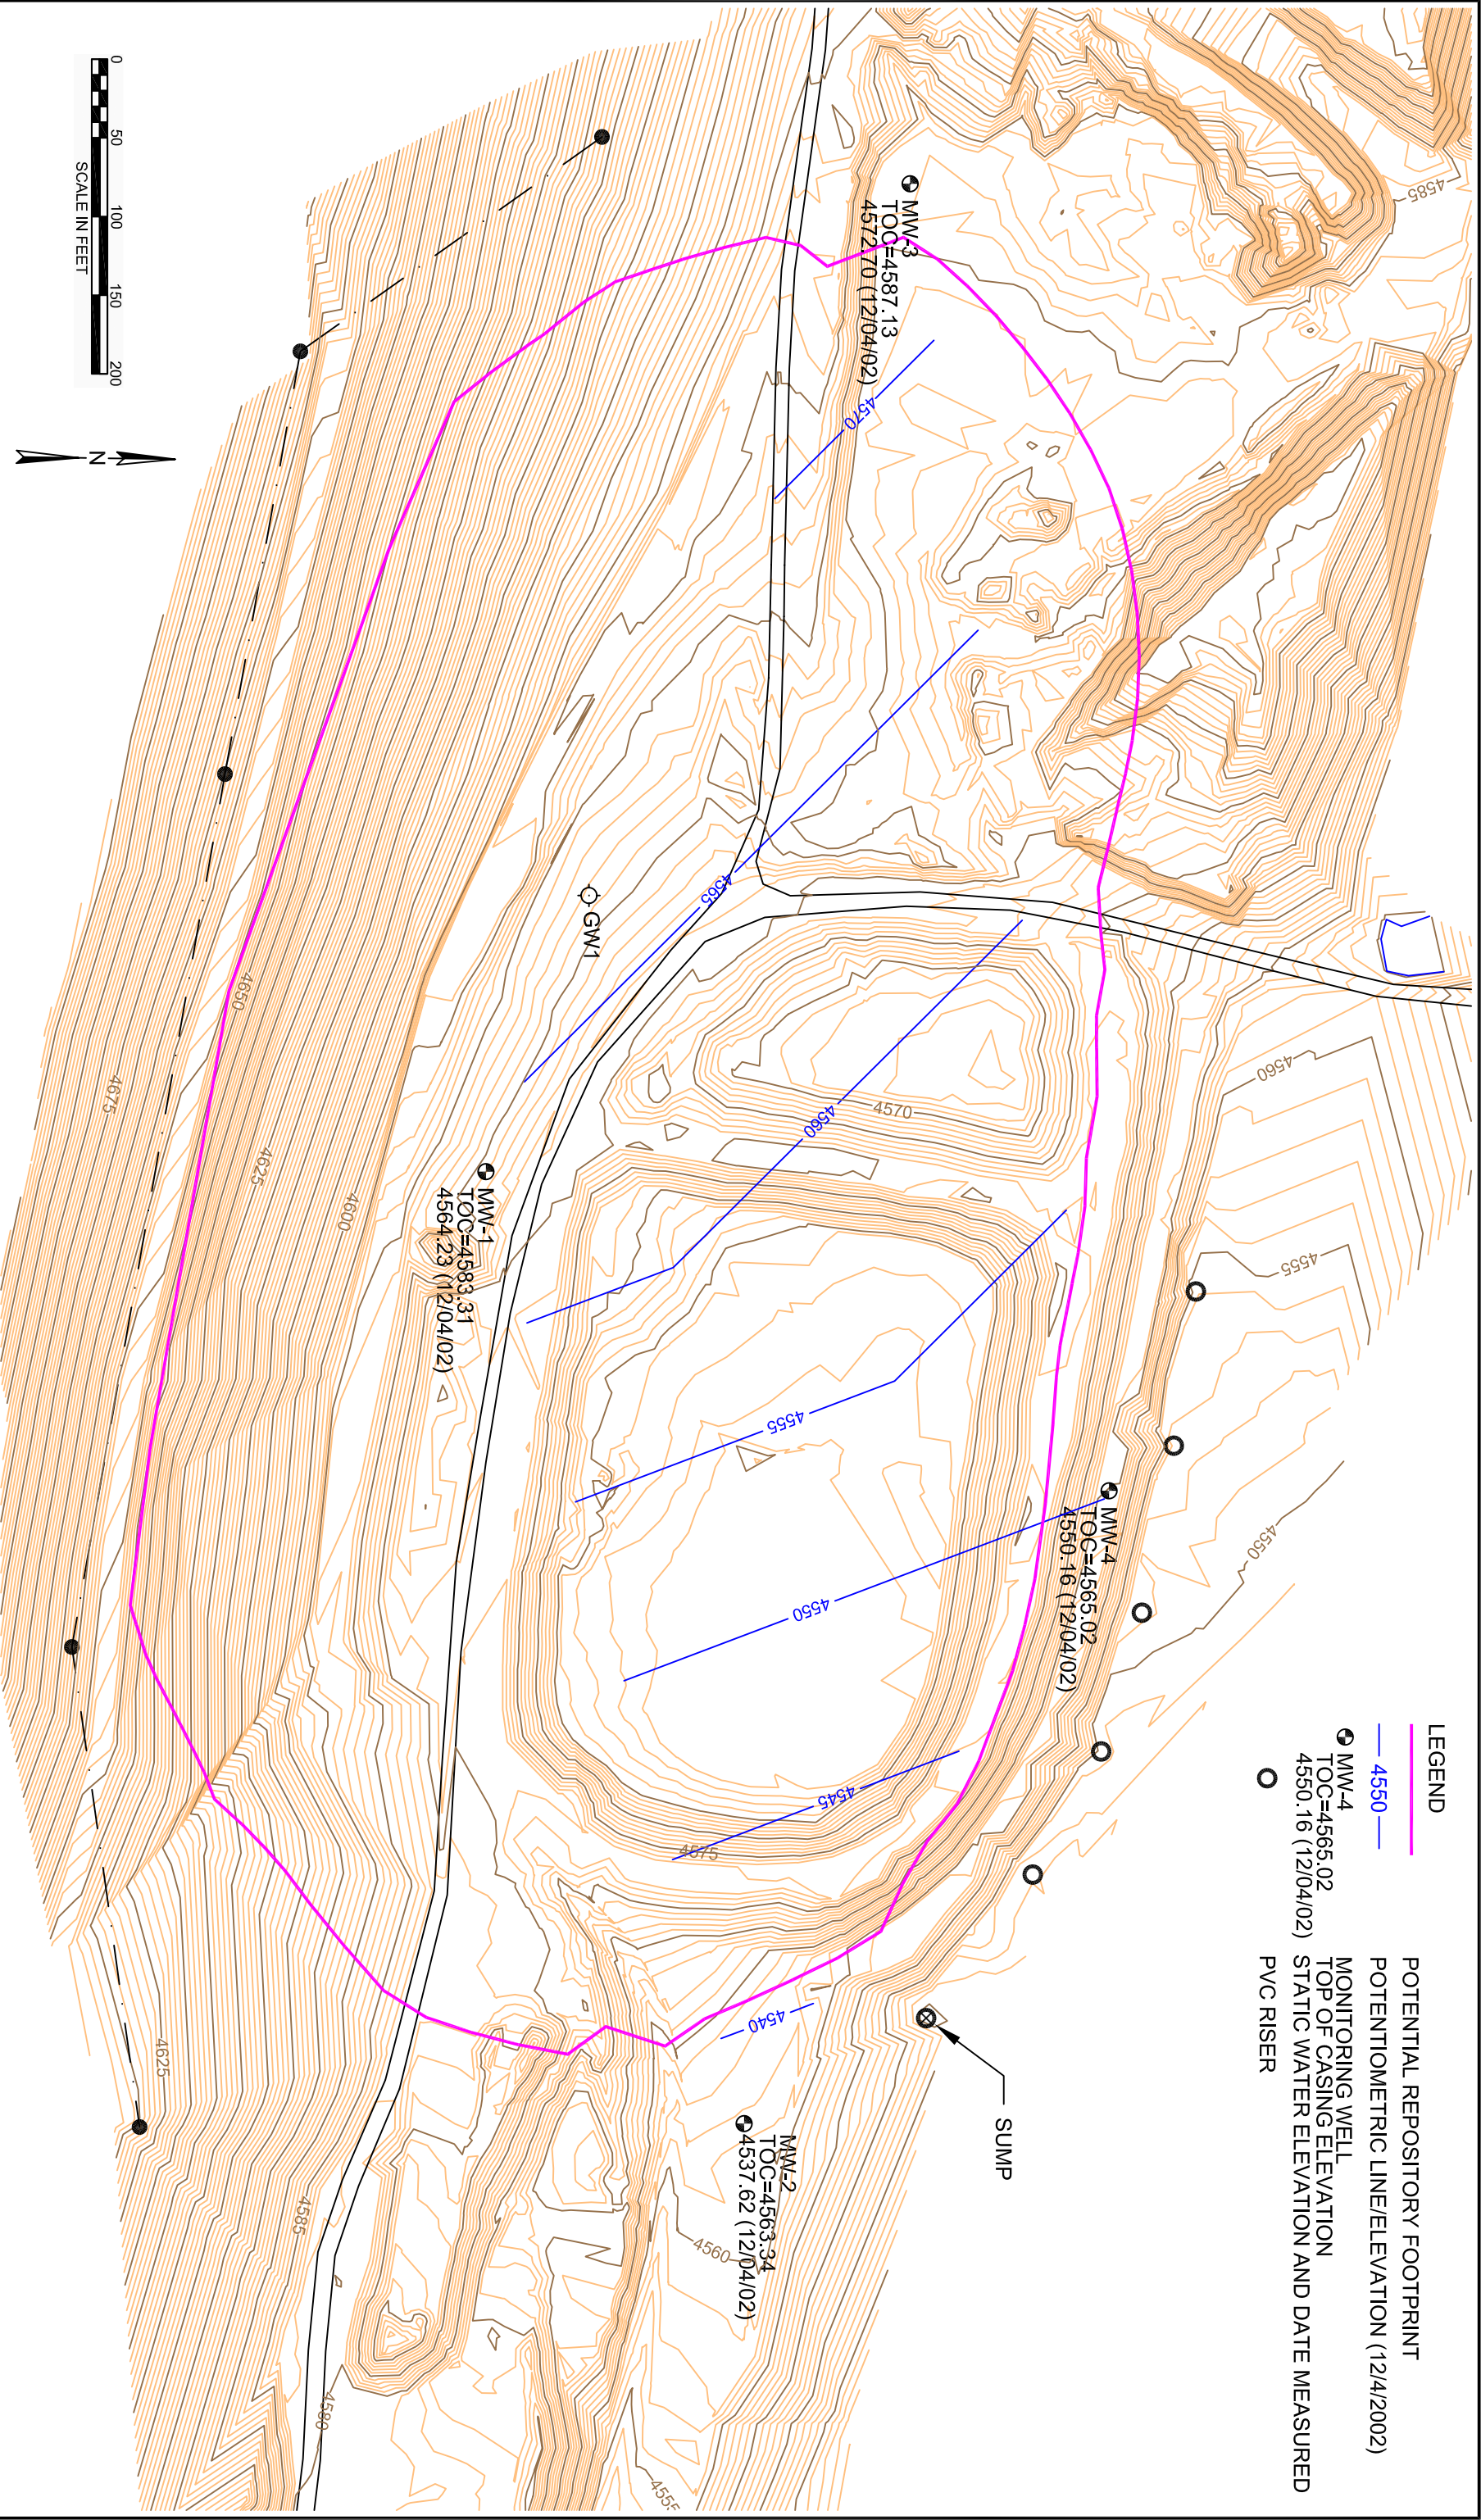 LEGEND
POTENTIAL REPOSITORY FOOTPRINT
4550
POTENTIOMETRIC LINE/ELEVATION (12/4/2002)
MW-4
TOC=4565.02
4550.16 (12/04/02)
MONITORING WELL
TOP OF CASING ELEVATION
STATIC WATER ELEVATION AND DATE MEASURED
PVC RISER
4585
4560
4555
4550
MW-4
TOC=4565.02
4550.16 (12/04/02)
SUMP
MW-3
TOC=4587.13
4572.70 (12/04/02)
4570
4565
4560
4555
4550
4545
4540
4570
4575
GW1
MW-2
TOC=4563.34
4537.62 (12/04/02)
4560
4555
MW-1
TOC=4583.31
4564.23 (12/04/02)
4600
4625
4650
4675
4625
4585
4580
0
50
100
150
200
SCALE IN FEET
N